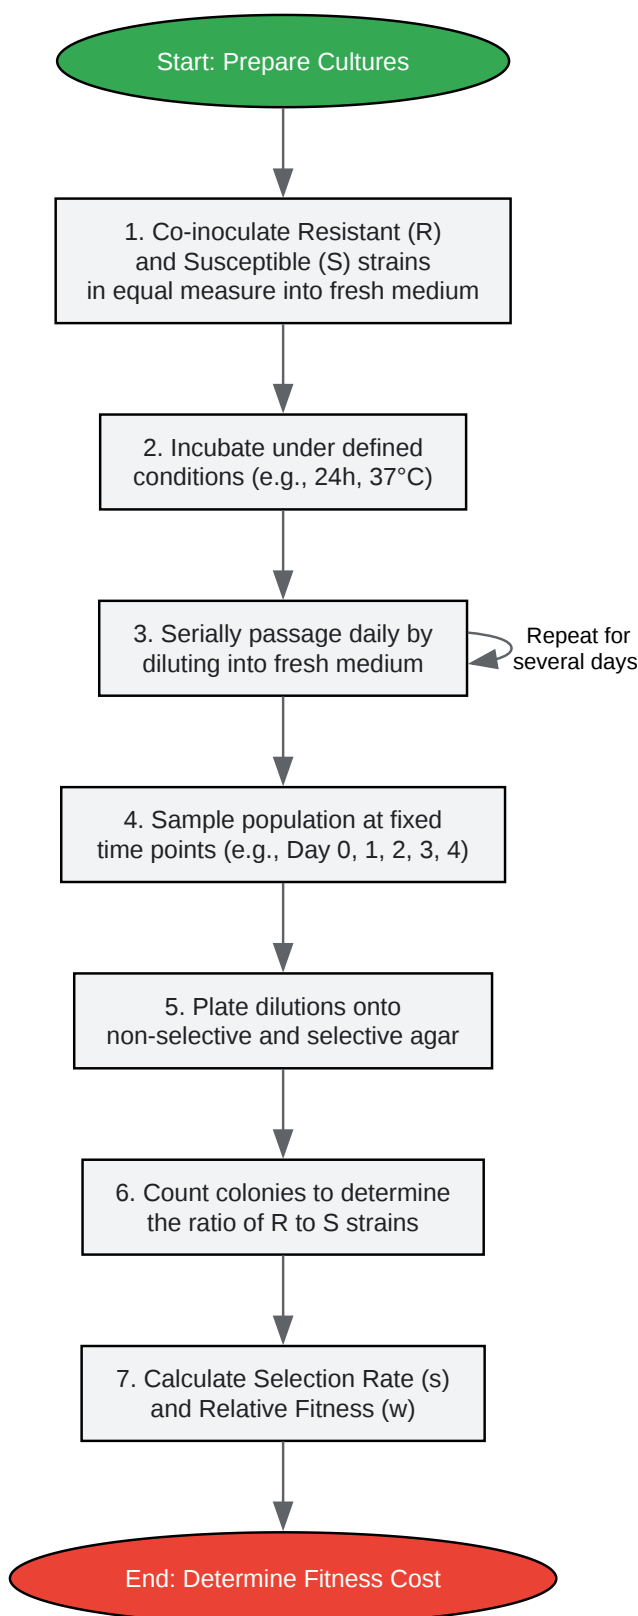 Start: Prepare Cultures
1. Co-inoculate Resistant (R)
and Susceptible (S) strains
in equal measure into fresh medium
2. Incubate under defined
conditions (e.g., 24h, 37°C)
3. Serially passage daily by
diluting into fresh medium
Repeat for
several days
4. Sample population at fixed
time points (e.g., Day 0, 1, 2, 3, 4)
5. Plate dilutions onto
non-selective and selective agar
6. Count colonies to determine
the ratio of R to S strains
7. Calculate Selection Rate (s)
and Relative Fitness (w)
End: Determine Fitness Cost